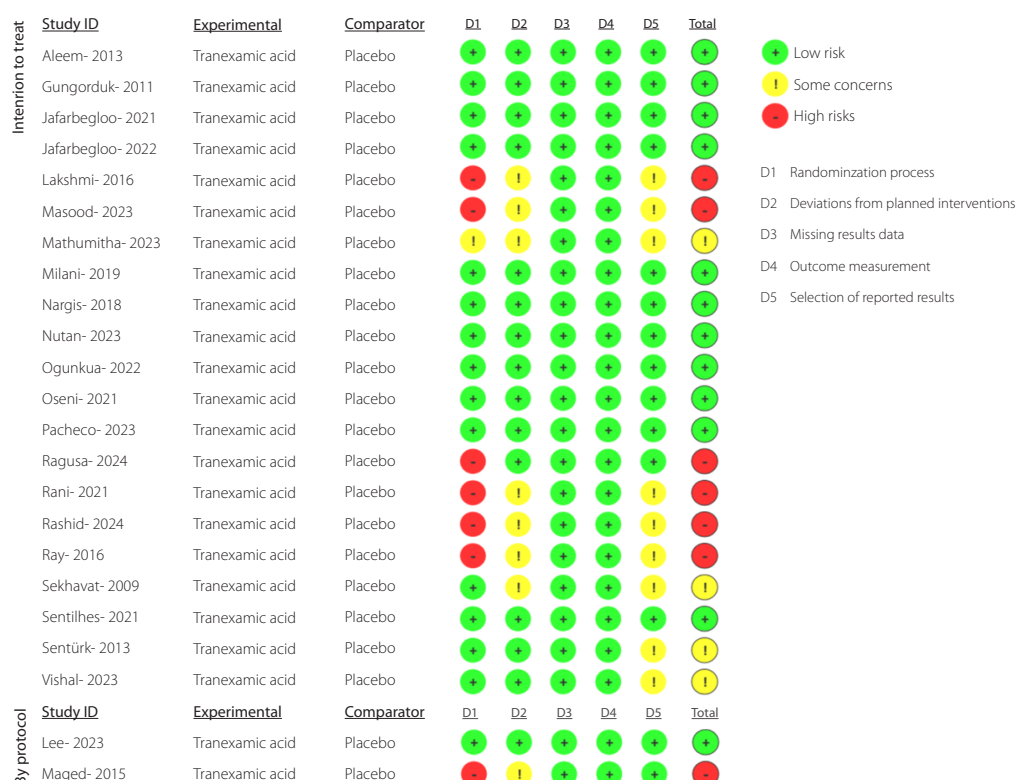 Intenrion to treat
Study ID Experimental Comparator D1 D2 D3 D4 D5 Total
Aleem- 2013 Tranexamic acid Placebo + + + + + +
Gungorduk- 2011 Tranexamic acid Placebo + + + + + +
Jafarbegloo- 2021 Tranexamic acid Placebo + + + + + +
Jafarbegloo- 2022 Tranexamic acid Placebo + + + + + +
Lakshmi- 2016 Tranexamic acid Placebo - ! + + ! -
Masood- 2023 Tranexamic acid Placebo - ! + + ! -
Mathumitha- 2023 Tranexamic acid Placebo ! ! + + ! !
Milani- 2019 Tranexamic acid Placebo + + + + + +
Nargis- 2018 Tranexamic acid Placebo + + + + + +
Nutan- 2023 Tranexamic acid Placebo + + + + + +
Ogunkua- 2022 Tranexamic acid Placebo + + + + + +
Oseni- 2021 Tranexamic acid Placebo + + + + + +
Pacheco- 2023 Tranexamic acid Placebo + + + + + +
Ragusa- 2024 Tranexamic acid Placebo - + + + + -
Rani- 2021 Tranexamic acid Placebo - ! + + ! -
Rashid- 2024 Tranexamic acid Placebo - ! + + ! -
Ray- 2016 Tranexamic acid Placebo - ! + + ! -
Sekhavat- 2009 Tranexamic acid Placebo + ! + + ! !
Sentilhes- 2021 Tranexamic acid Placebo + + + + + +
Sentürk- 2013 Tranexamic acid Placebo + + + + ! !
Vishal- 2023 Tranexamic acid Placebo + + + + ! !
By protocol
Study ID Experimental Comparator D1 D2 D3 D4 D5 Total
Lee- 2023 Tranexamic acid Placebo + + + + + +
Maged- 2015 Tranexamic acid Placebo - ! + + + -
+ Low risk
! Some concerns
- High risks
D1 Randominzation process
D2 Deviations from planned interventions
D3 Missing results data
D4 Outcome measurement
D5 Selection of reported results